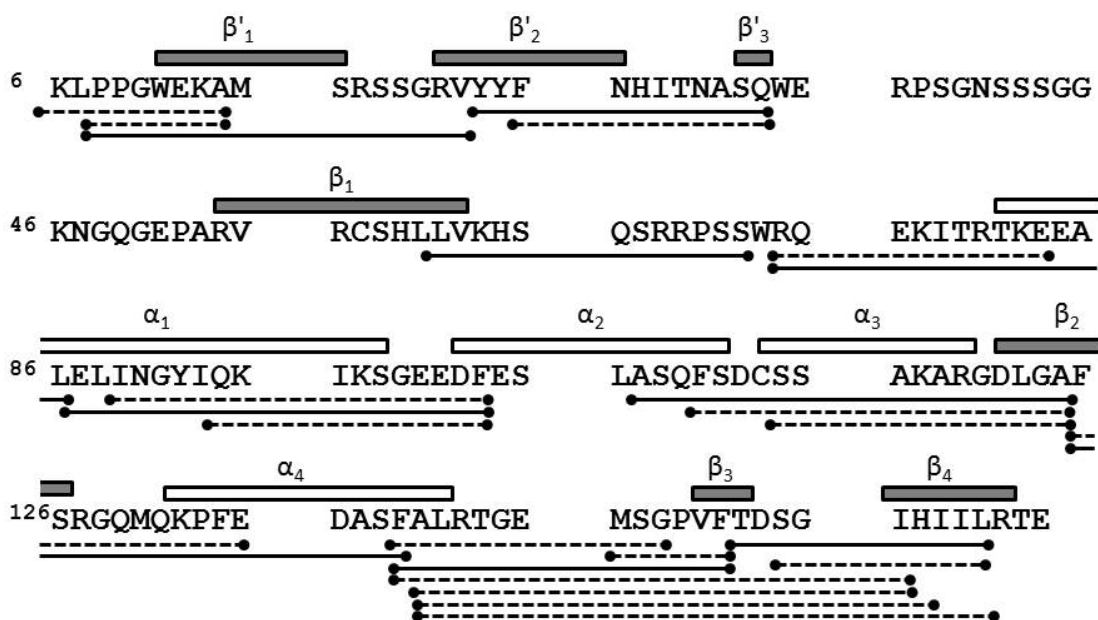 β'1 β'2 β'3
6 KLPPGWEKAM SRSSGRVYYF NHITNASQWE RPSGNSSSGG
β1
46 KNGQGEPARV RCSHLLVKHS QSRRPSSWRQ EKITRTKEEA
α1 α2 α3 β2
86 LELINGYIQK IKSGEEDFES LASQFSDCSS AKARGDLGAF
α4 β3 β4
126 SRGQMQKPFE DASFALRTGE MSGPVFTDSG IHIILRTE